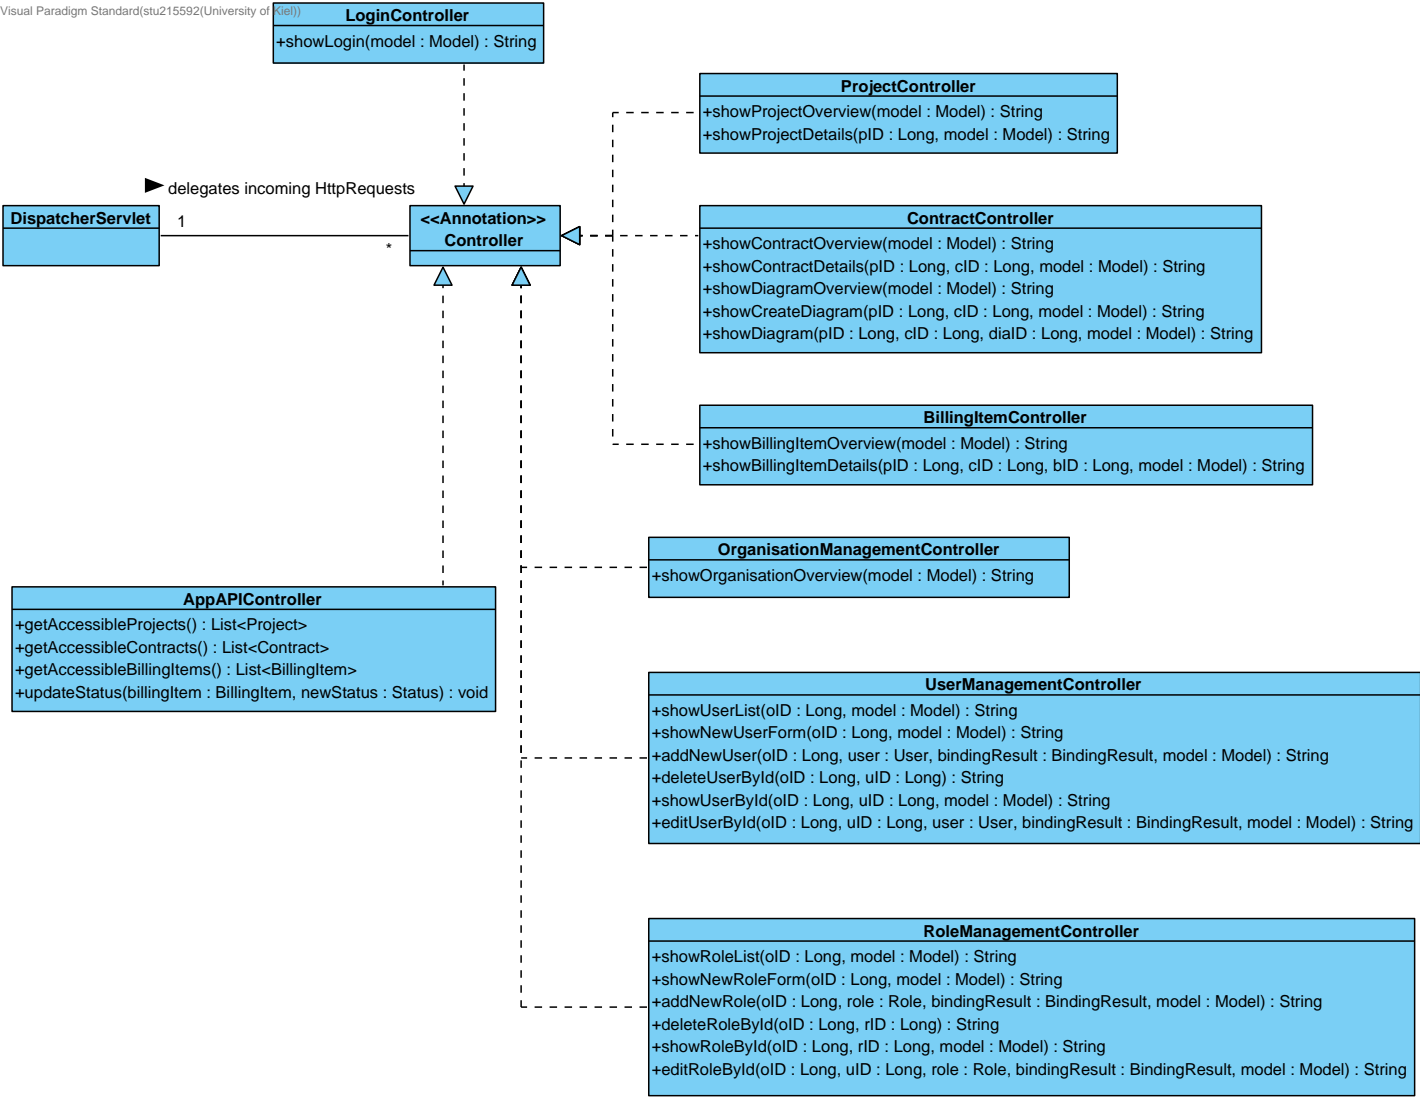 Visual Paradigm Standard(stu215592(University of Kiel))
LoginController
+showLogin(model : Model) : String
ProjectController
+showProjectOverview(model : Model) : String
+showProjectDetails(pID : Long, model : Model) : String
delegates incoming HttpRequests
DispatcherServlet
1
*
<<Annotation>>
Controller
ContractController
+showContractOverview(model : Model) : String
+showContractDetails(pID : Long, cID : Long, model : Model) : String
+showDiagramOverview(model : Model) : String
+showCreateDiagram(pID : Long, cID : Long, model : Model) : String
+showDiagram(pID : Long, cID : Long, diaID : Long, model : Model) : String
BillingItemController
+showBillingItemOverview(model : Model) : String
+showBillingItemDetails(pID : Long, cID : Long, bID : Long, model : Model) : String
OrganisationManagementController
+showOrganisationOverview(model : Model) : String
AppAPIController
+getAccessibleProjects() : List<Project>
+getAccessibleContracts() : List<Contract>
+getAccessibleBillingItems() : List<BillingItem>
+updateStatus(billingItem : BillingItem, newStatus : Status) : void
UserManagementController
+showUserList(oID : Long, model : Model) : String
+showNewUserForm(oID : Long, model : Model) : String
+addNewUser(oID : Long, user : User, bindingResult : BindingResult, model : Model) : String
+deleteUserById(oID : Long, uID : Long) : String
+showUserById(oID : Long, uID : Long, model : Model) : String
+editUserById(oID : Long, uID : Long, user : User, bindingResult : BindingResult, model : Model) : String
RoleManagementController
+showRoleList(oID : Long, model : Model) : String
+showNewRoleForm(oID : Long, model : Model) : String
+addNewRole(oID : Long, role : Role, bindingResult : BindingResult, model : Model) : String
+deleteRoleById(oID : Long, rID : Long) : String
+showRoleById(oID : Long, rID : Long, model : Model) : String
+editRoleById(oID : Long, uID : Long, role : Role, bindingResult : BindingResult, model : Model) : String